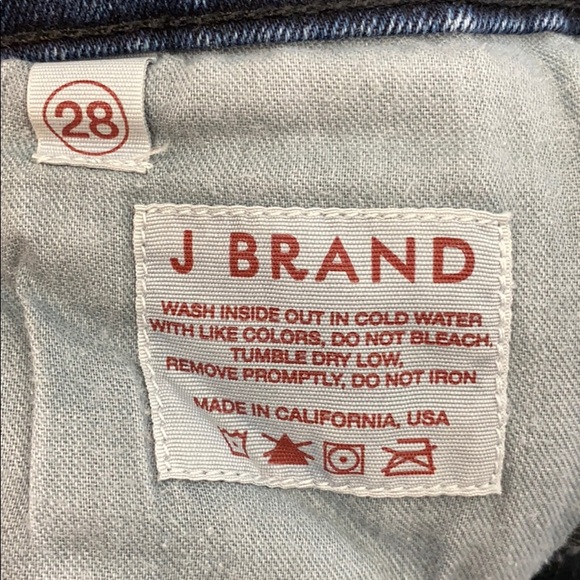 28
J BRAND
WASH INSIDE OUT IN COLD WATER
WITH LIKE COLORS, DO NOT BLEACH.
TUMBLE DRY LOW,
REMOVE PROMPTLY, DO NOT IRON
MADE IN CALIFORNIA, USA